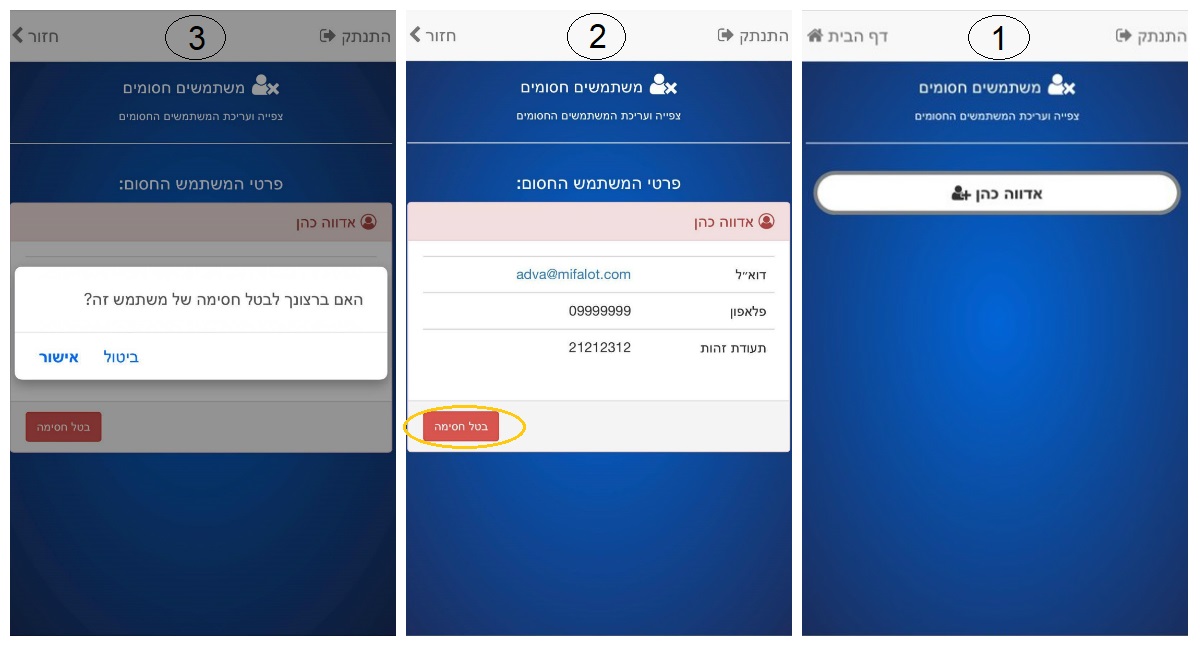 1
התנתק
דף הבית
משתמשים חסומים
צפייה ועריכת המשתמשים החסומים
אדווה כהן
2
התנתק
חזור
משתמשים חסומים
צפייה ועריכת המשתמשים החסומים
פרטי המשתמש החסום:
אדווה כהן
דוא״ל adva@mifalot.com
פלאפון 09999999
תעודת זהות 21212312
בטל חסימה
3
התנתק
חזור
משתמשים חסומים
צפייה ועריכת המשתמשים החסומים
פרטי המשתמש החסום:
אדווה כהן
האם ברצונך לבטל חסימה של משתמש זה?
ביטול אישור
בטל חסימה